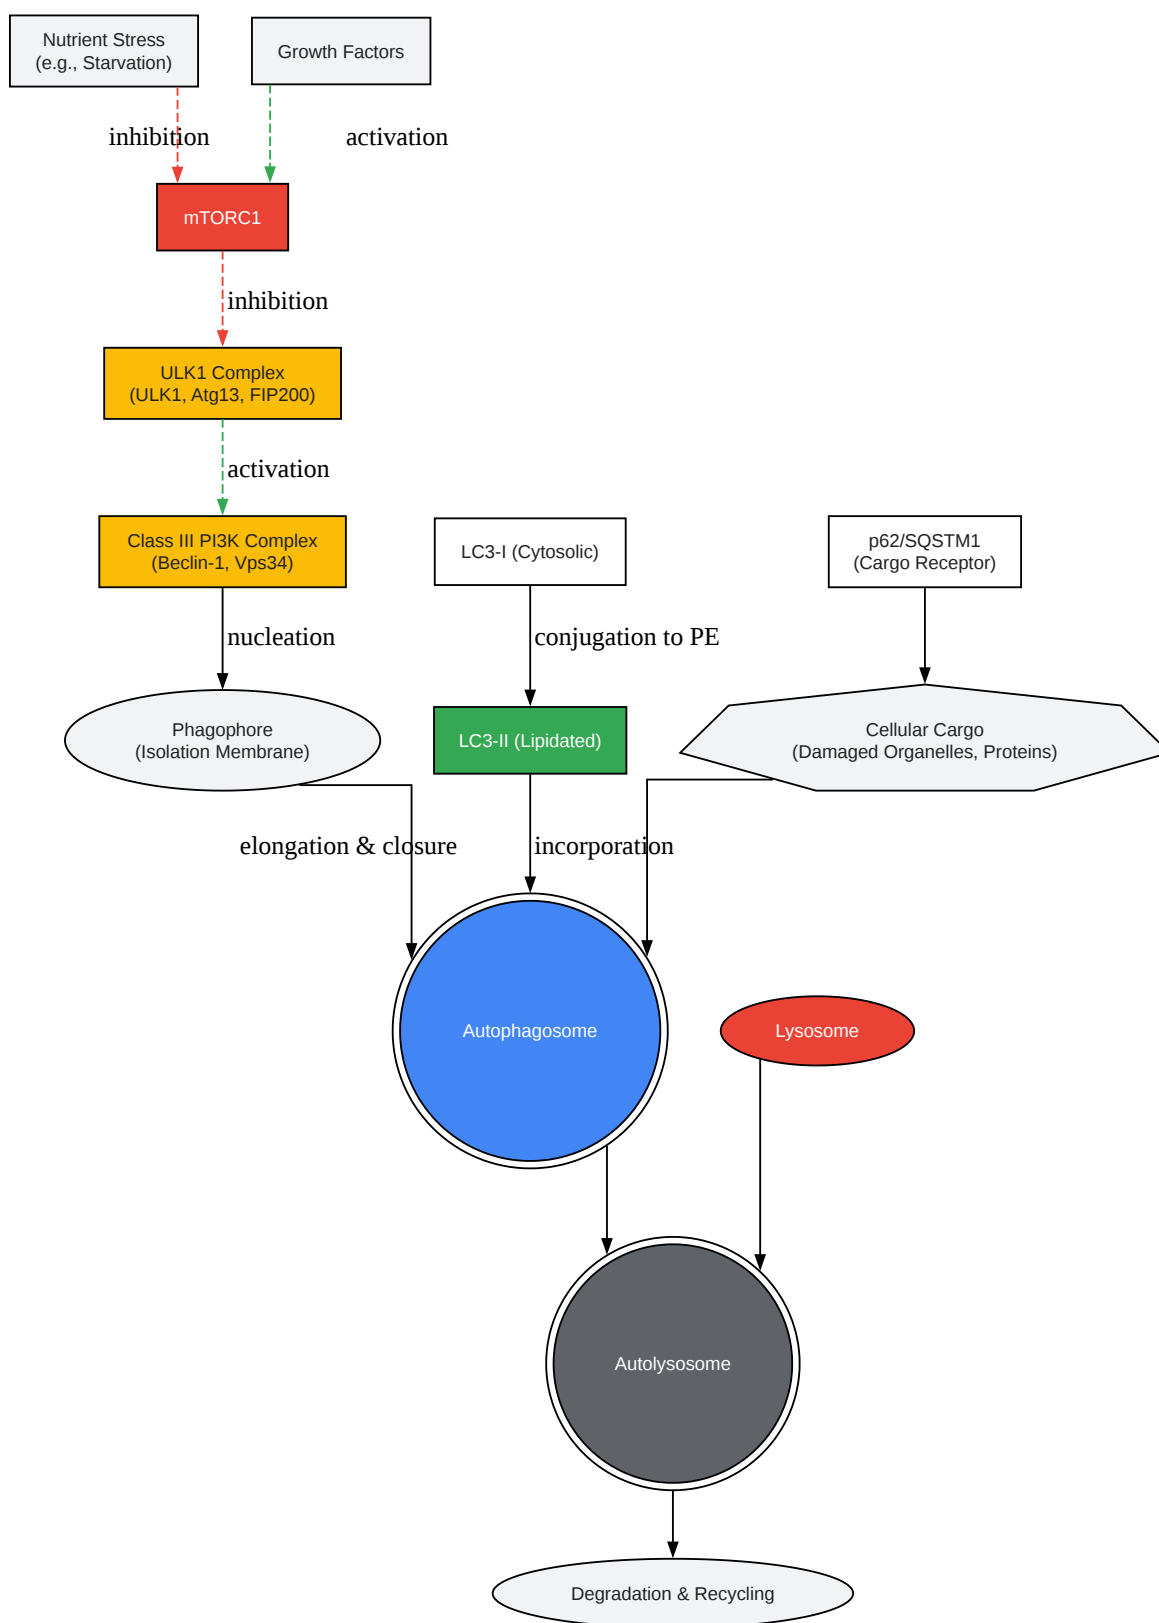 Nutrient Stress
(e.g., Starvation)
Growth Factors
inhibition
activation
mTORC1
inhibition
ULK1 Complex
(ULK1, Atg13, FIP200)
activation
Class III PI3K Complex
(Beclin-1, Vps34)
LC3-I (Cytosolic)
p62/SQSTM1
(Cargo Receptor)
nucleation
conjugation to PE
Phagophore
(Isolation Membrane)
LC3-II (Lipidated)
Cellular Cargo
(Damaged Organelles, Proteins)
elongation & closure
incorporation
Autophagosome
Lysosome
Autolysosome
Degradation & Recycling